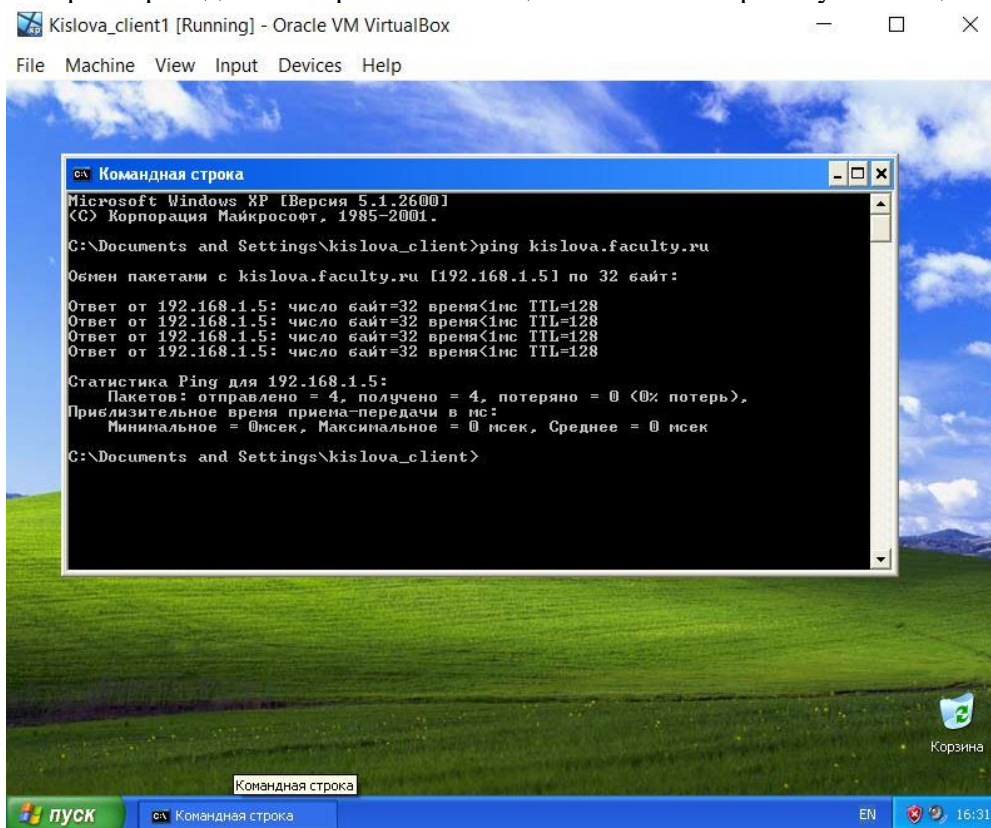 Kislova_client1 [Running] - Oracle VM VirtualBox
File Machine View Input Devices Help
Командная строка
Microsoft Windows XP [Версия 5.1.2600]
(С) Корпорация Майкрософт, 1985-2001.
C:\Documents and Settings\kislova_client>ping kislova.faculty.ru
Обмен пакетами с kislova.faculty.ru [192.168.1.5] по 32 байт:
Ответ от 192.168.1.5: число байт=32 время<1мс TTL=128
Ответ от 192.168.1.5: число байт=32 время<1мс TTL=128
Ответ от 192.168.1.5: число байт=32 время<1мс TTL=128
Ответ от 192.168.1.5: число байт=32 время<1мс TTL=128
Статистика Ping для 192.168.1.5:
Пакетов: отправлено = 4, получено = 4, потеряно = 0 (0% потерь),
Приблизительное время приема-передачи в мс:
Минимальное = 0мсек, Максимальное = 0 мсек, Среднее = 0 мсек
C:\Documents and Settings\kislova_client>
Корзина
Командная строка
пуск
Командная строка
EN
16:31